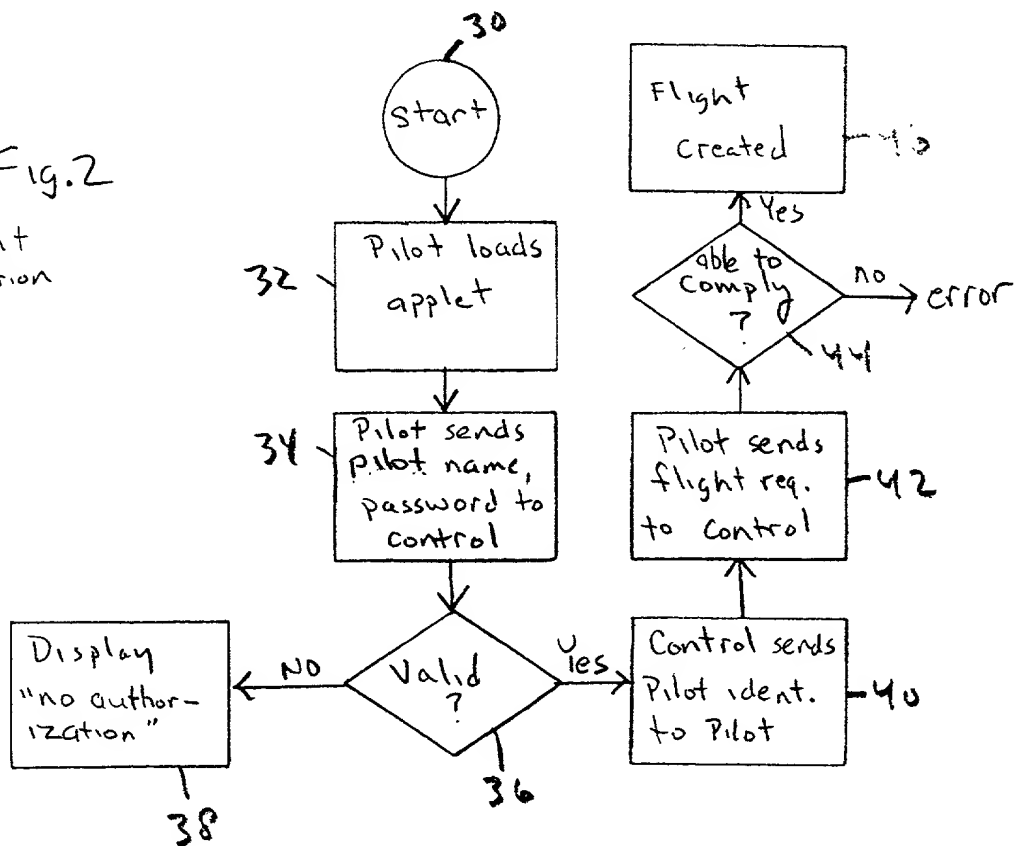 Fig.2
30
Start
32
Pilot loads
applet
34
Pilot sends
pilot name,
password to
control
Valid
?
36
NO
Display
"no author-
ization"
38
Yes
Control sends
Pilot ident.
to Pilot
40
Pilot sends
flight req.
to control
42
able to
comply
?
44
no
error
Yes
Flight
created